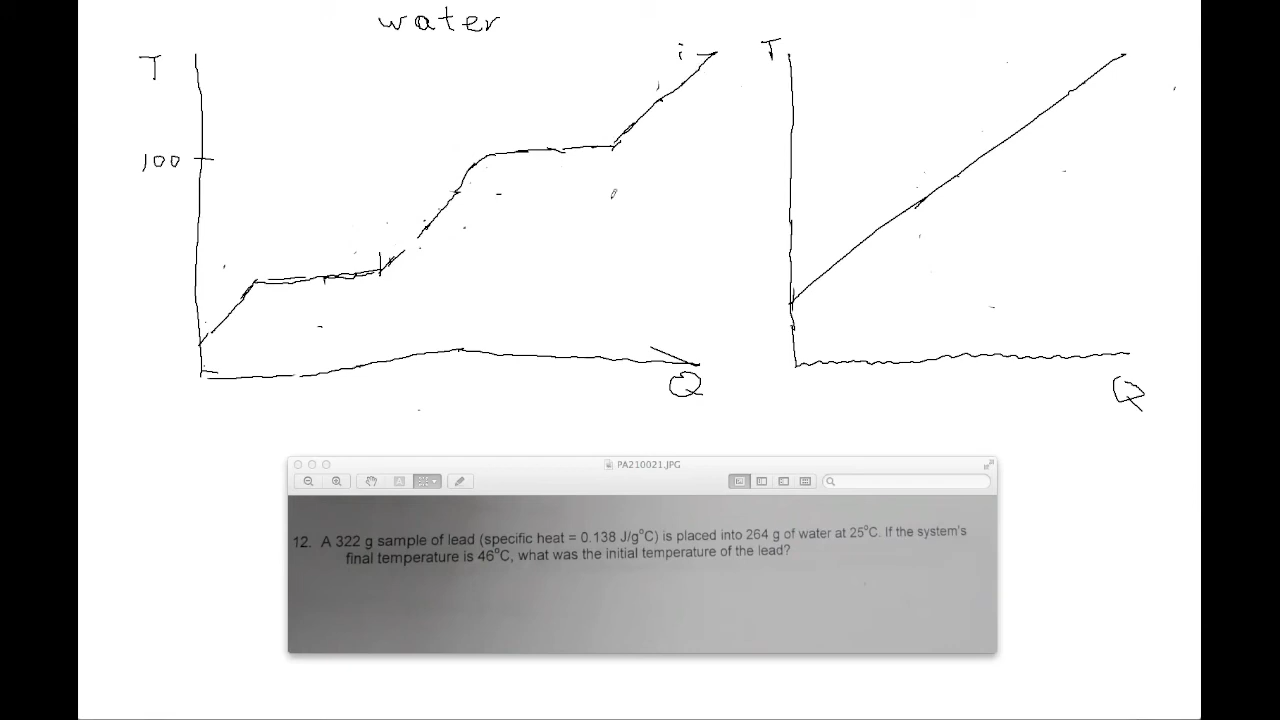 water
T
i
T
100
Q
Q
PA210021.JPG
12. A 322 g sample of lead (specific heat = 0.138 J/g°C) is placed into 264 g of water at 25°C. If the system's
final temperature is 46°C, what was the initial temperature of the lead?